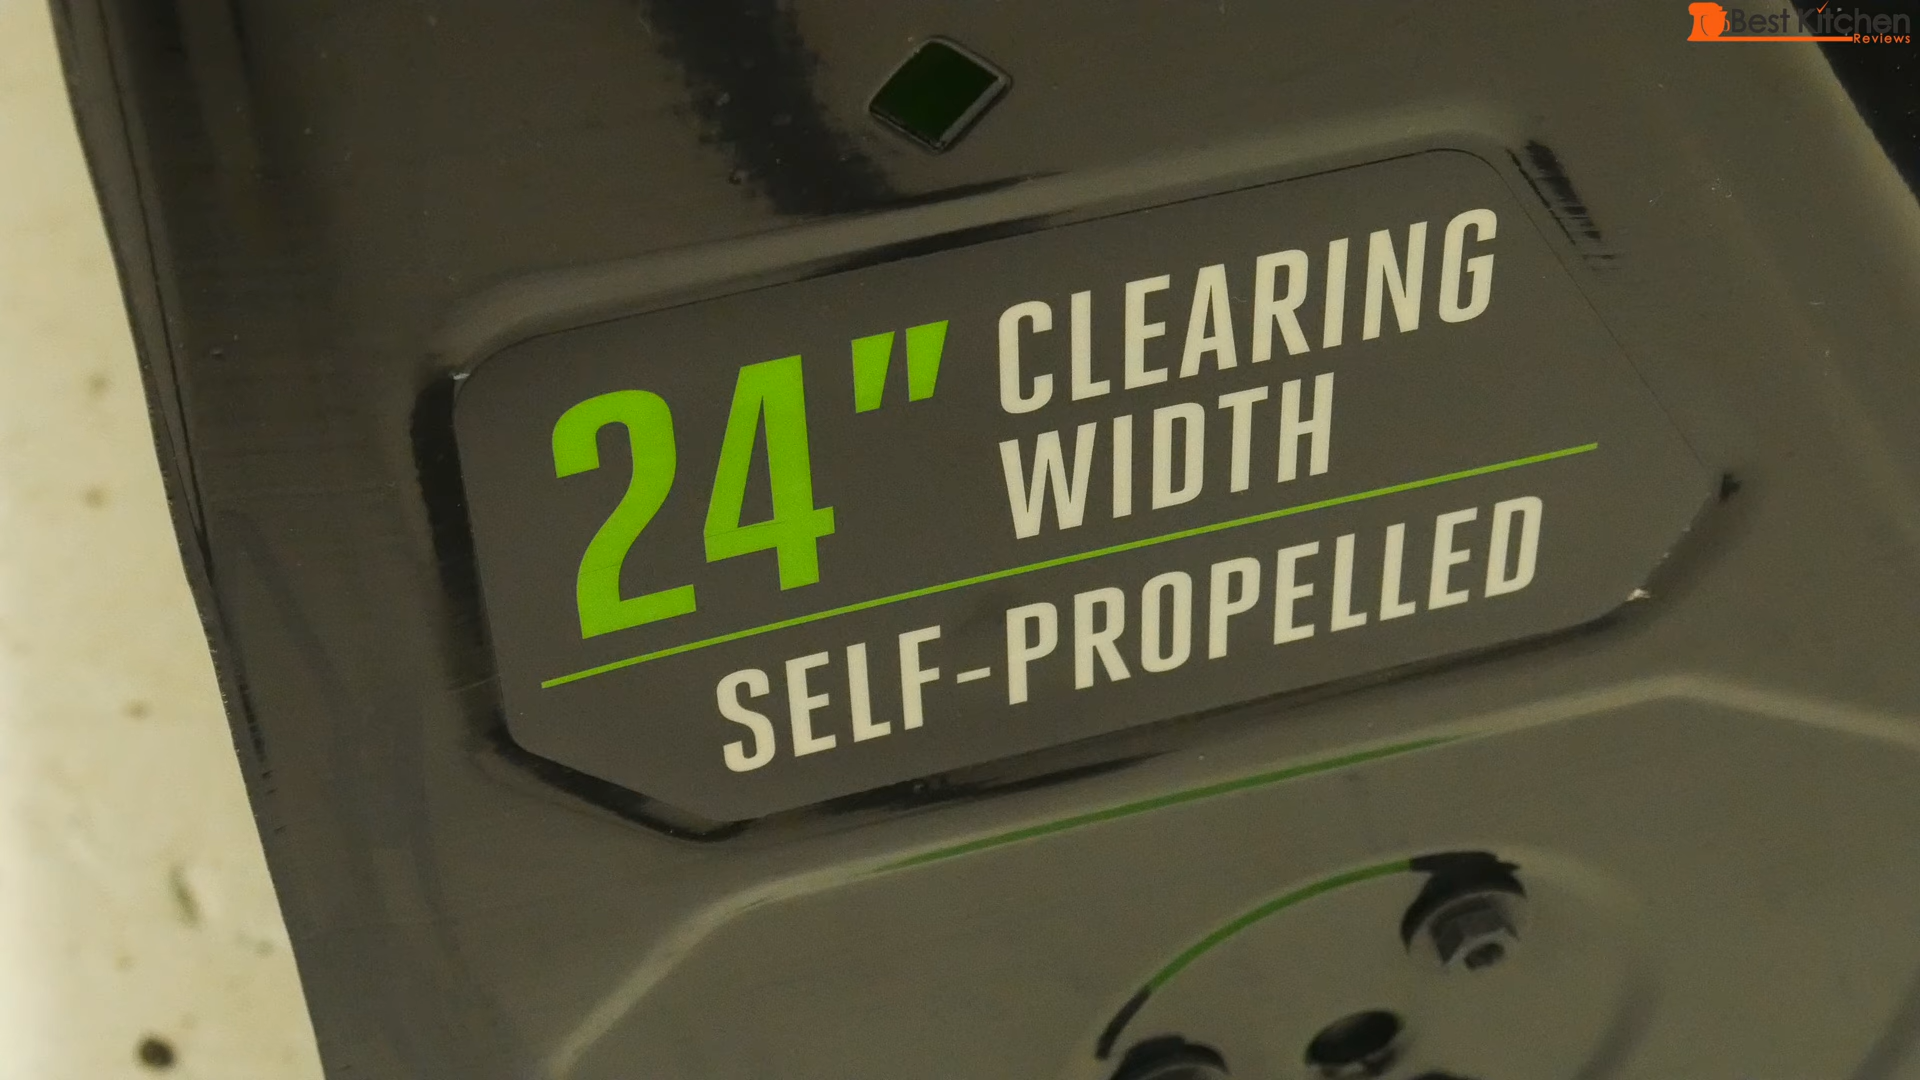 Best Kitchen
Reviews
24" CLEARING
WIDTH
SELF-PROPELLED